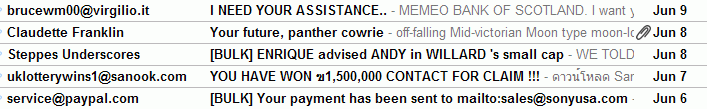 brucewm00@virgilio.it I NEED YOUR ASSISTANCE.. - MEMEO BANK OF SCOTLAND. I want y Jun 9
Claudette Franklin Your future, panther cowrie - off-falling Mid-victorian Moon type moon-lo Jun 8
Steppes Underscores [BULK] ENRIQUE advised ANDY in WILLARD 's small cap - WE TOLD Jun 8
uklotterywins1@sanook.com YOU HAVE WON ฃ1,500,000 CONTACT FOR CLAIM !!! - ดาวน์โหลด Sar Jun 7
service@paypal.com [BULK] Your payment has been sent to mailto:sales@sonyusa.com - Jun 6